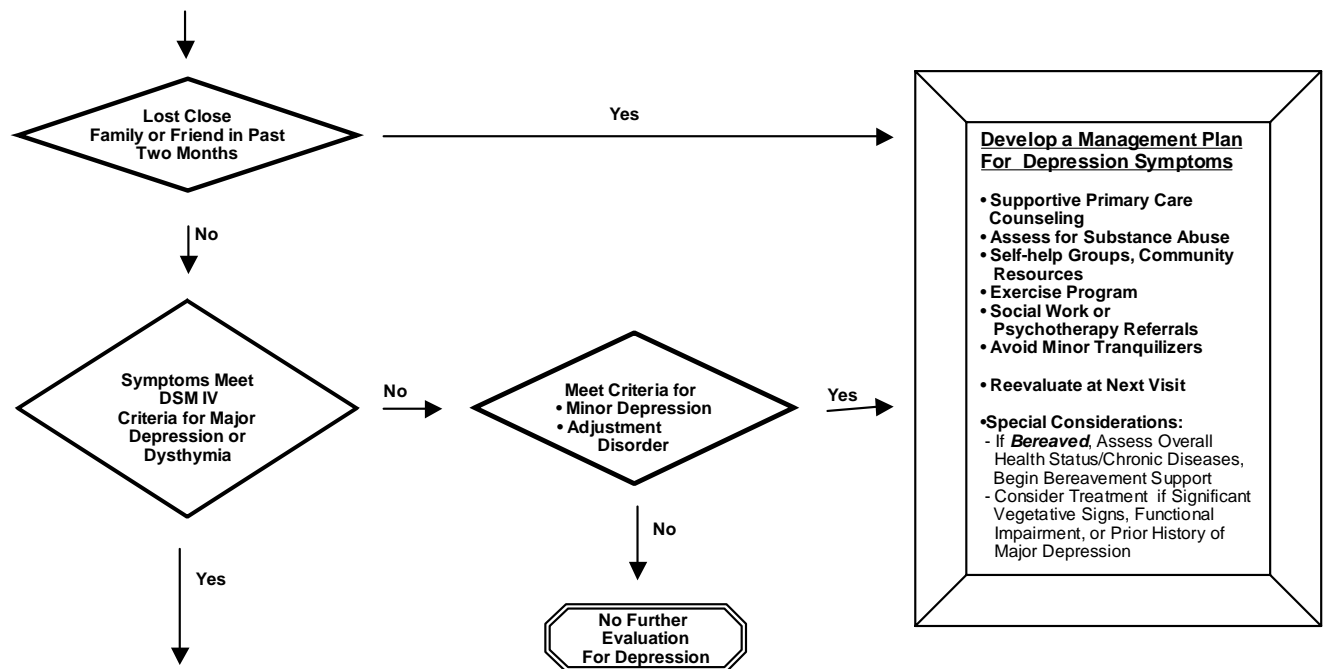 Lost Close
Family or Friend in Past
Two Months
Yes
No
Symptoms Meet
DSM IV
Criteria for Major
Depression or
Dysthymia
No
Yes
Meet Criteria for
• Minor Depression
• Adjustment
Disorder
Yes
No
No Further
Evaluation
For Depression
Develop a Management Plan
For Depression Symptoms
• Supportive Primary Care
Counseling
• Assess for Substance Abuse
• Self-help Groups, Community
Resources
• Exercise Program
• Social Work or
Psychotherapy Referrals
• Avoid Minor Tranquilizers
• Reevaluate at Next Visit
•Special Considerations:
- If Bereaved, Assess Overall
Health Status/Chronic Diseases,
Begin Bereavement Support
- Consider Treatment if Significant
Vegetative Signs, Functional
Impairment, or Prior History of
Major Depression